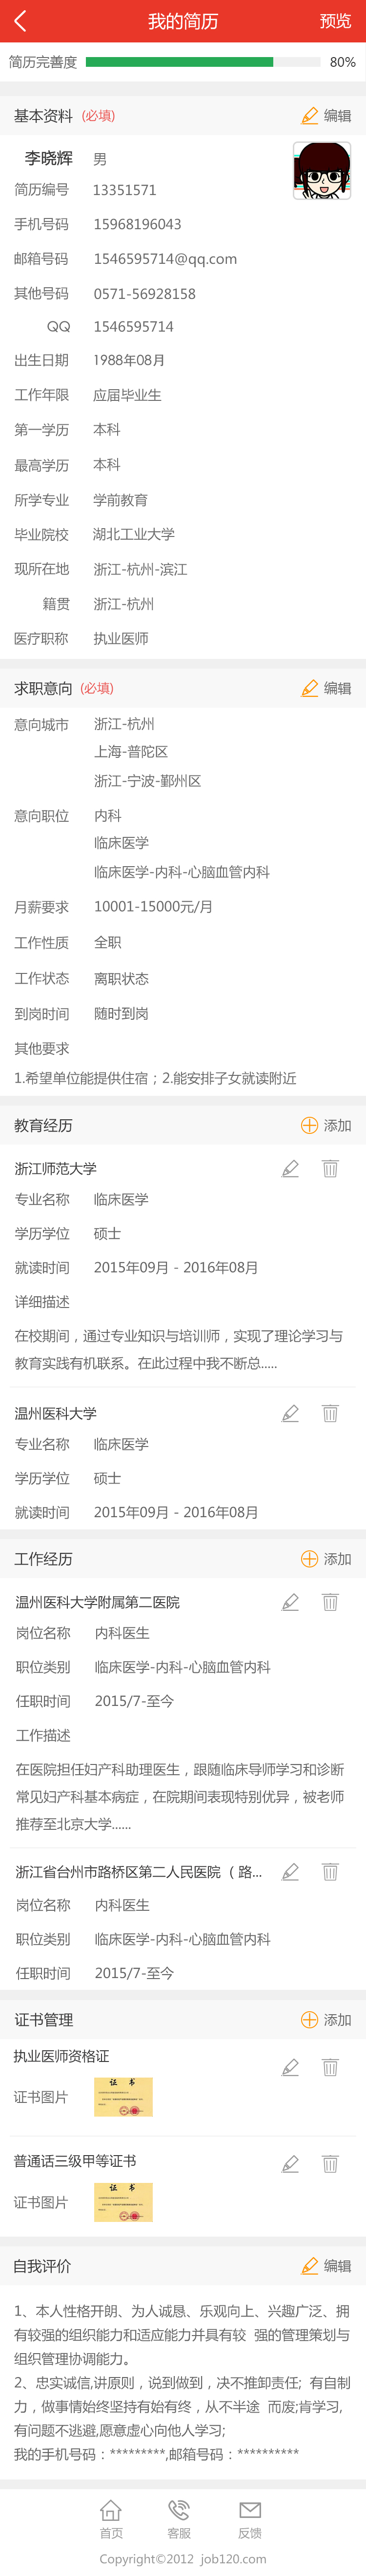 我的简历 预览
简历完善度 80%
基本资料 (必填) 编辑
李晓辉 男
简历编号 13351571
手机号码 15968196043
邮箱号码 1546595714@qq.com
其他号码 0571-56928158
QQ 1546595714
出生日期 1988年08月
工作年限 应届毕业生
第一学历 本科
最高学历 本科
所学专业 学前教育
毕业院校 湖北工业大学
现所在地 浙江-杭州-滨江
籍贯 浙江-杭州
医疗职称 执业医师
求职意向 (必填) 编辑
意向城市 浙江-杭州
上海-普陀区
浙江-宁波-鄞州区
意向职位 内科
临床医学
临床医学-内科-心脑血管内科
月薪要求 10001-15000元/月
工作性质 全职
工作状态 离职状态
到岗时间 随时到岗
其他要求
1.希望单位能提供住宿；2.能安排子女就读附近
教育经历 添加
浙江师范大学
专业名称 临床医学
学历学位 硕士
就读时间 2015年09月 - 2016年08月
详细描述
在校期间，通过专业知识与培训师，实现了理论学习与
教育实践有机联系。在此过程中我不断总.....
温州医科大学
专业名称 临床医学
学历学位 硕士
就读时间 2015年09月 - 2016年08月
工作经历 添加
温州医科大学附属第二医院
岗位名称 内科医生
职位类别 临床医学-内科-心脑血管内科
任职时间 2015/7-至今
工作描述
在医院担任妇产科助理医生，跟随临床导师学习和诊断
常见妇产科基本病症，在院期间表现特别优异，被老师
推荐至北京大学......
浙江省台州市路桥区第二人民医院（ 路...
岗位名称 内科医生
职位类别 临床医学-内科-心脑血管内科
任职时间 2015/7-至今
证书管理 添加
执业医师资格证
证书图片 证 书
普通话三级甲等证书
证书图片 证 书
自我评价 编辑
1、本人性格开朗、为人诚恳、乐观向上、兴趣广泛、拥
有较强的组织能力和适应能力并具有较 强的管理策划与
组织管理协调能力。
2、忠实诚信,讲原则，说到做到，决不推卸责任; 有自制
力，做事情始终坚持有始有终，从不半途 而废;肯学习,
有问题不逃避,愿意虚心向他人学习;
我的手机号码：*********,邮箱号码：**********
首页 客服 反馈
Copyright©2012 job120.com